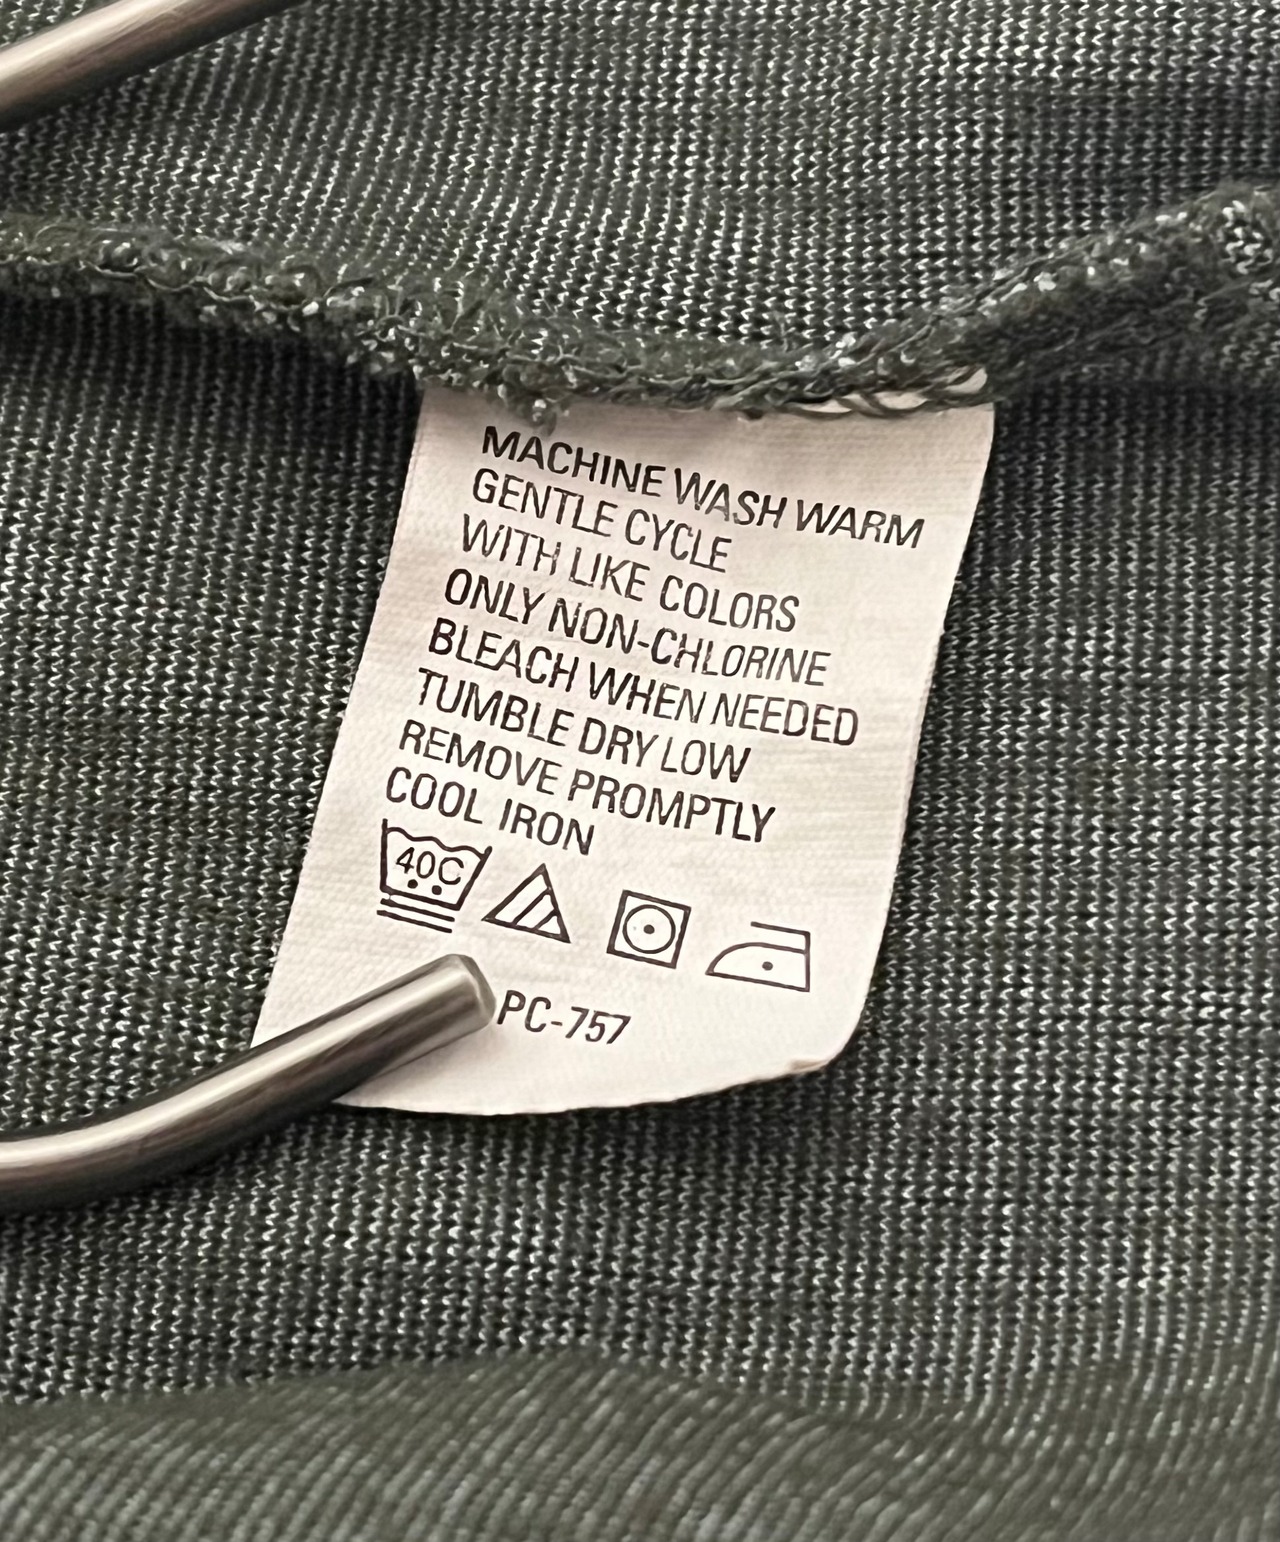 MACHINE WASH WARM
GENTLE CYCLE
WITH LIKE COLORS
ONLY NON-CHLORINE
BLEACH WHEN NEEDED
TUMBLE DRY LOW
REMOVE PROMPTLY
COOL IRON
40C
PC-757